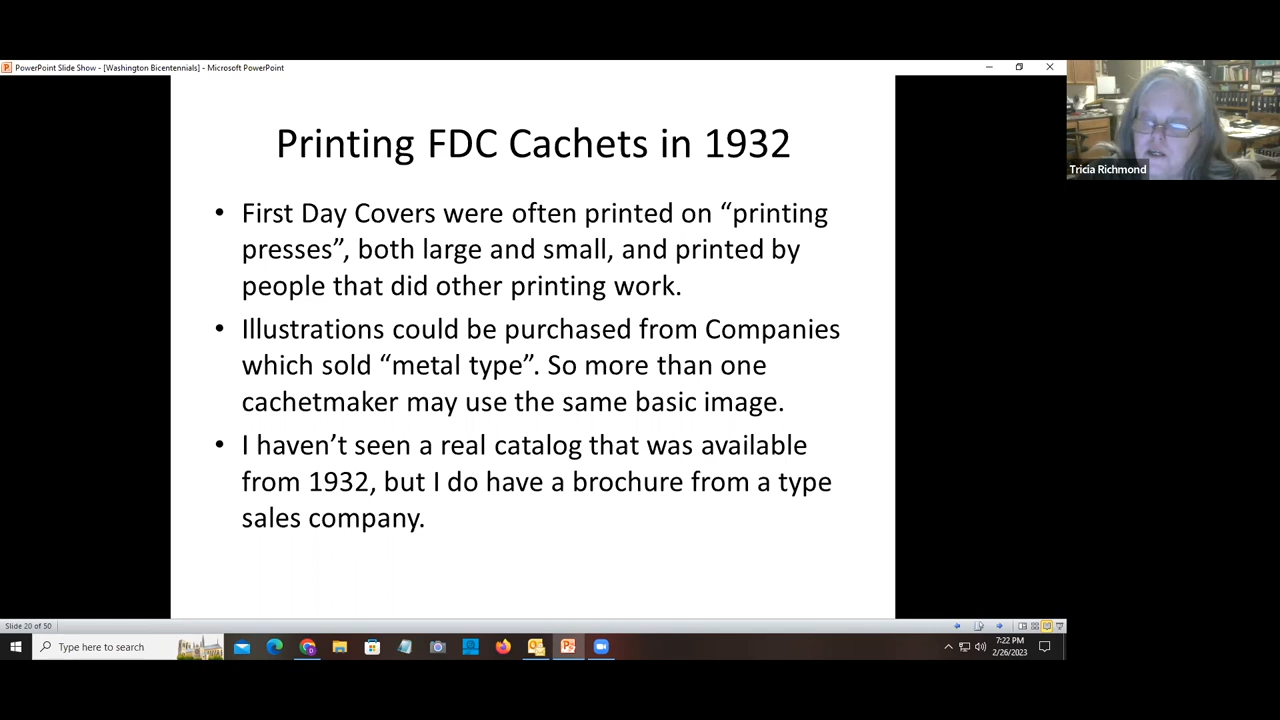 PowerPoint Slide Show - [Washington Bicentennials] - Microsoft PowerPoint
Printing FDC Cachets in 1932
• First Day Covers were often printed on “printing
presses”, both large and small, and printed by
people that did other printing work.
• Illustrations could be purchased from Companies
which sold “metal type”. So more than one
cachetmaker may use the same basic image.
• I haven’t seen a real catalog that was available
from 1932, but I do have a brochure from a type
sales company.
Tricia Richmond
Slide 20 of 50
Type here to search
7:22 PM
2/26/2023